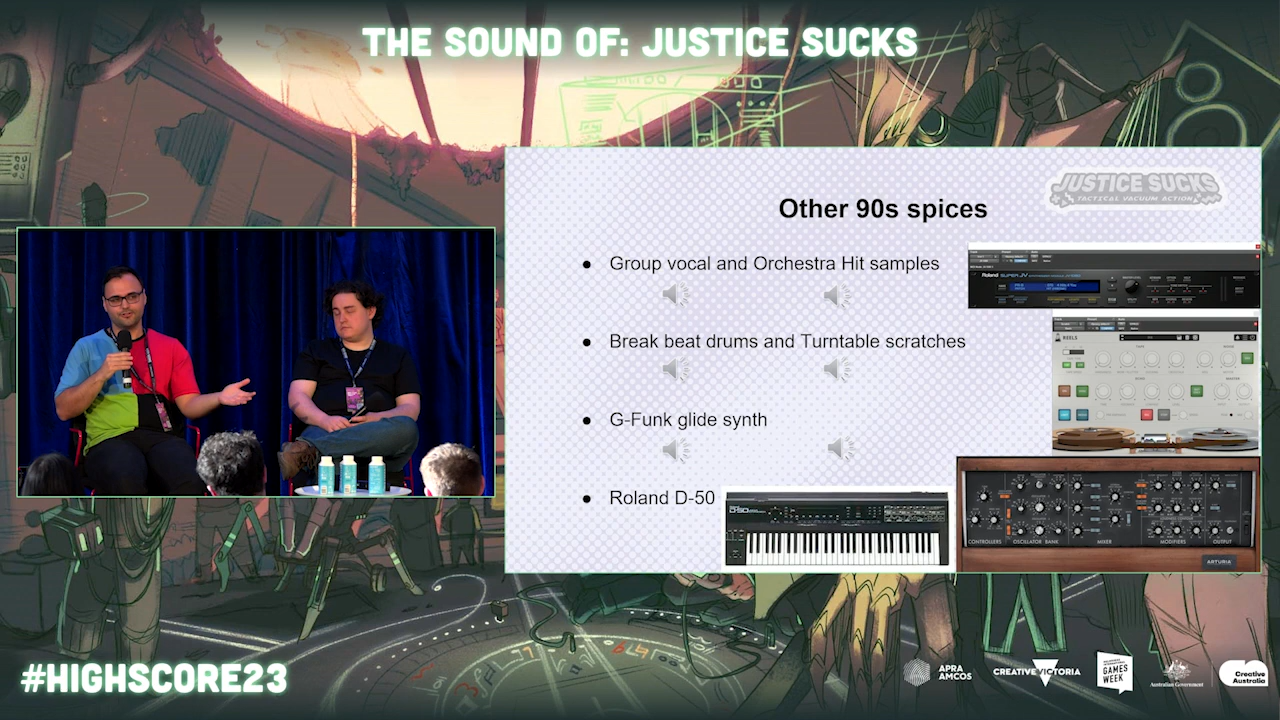 THE SOUND OF: JUSTICE SUCKS
JUSTICE SUCKS
TACTICAL VACUUM ACTION
Other 90s spices
• Group vocal and Orchestra Hit samples
• Break beat drums and Turntable scratches
• G-Funk glide synth
• Roland D-50
Roland SUPER JV
REELS
D-50
CONTROLLERS OSCILLATOR BANK MIXER MODIFIERS OUTPUT
ARTURIA
#HIGHSCORE23
APRA
AMCOS
CREATIVE VICTORIA
GAMES
WEEK
Australian Government
Creative
Australia